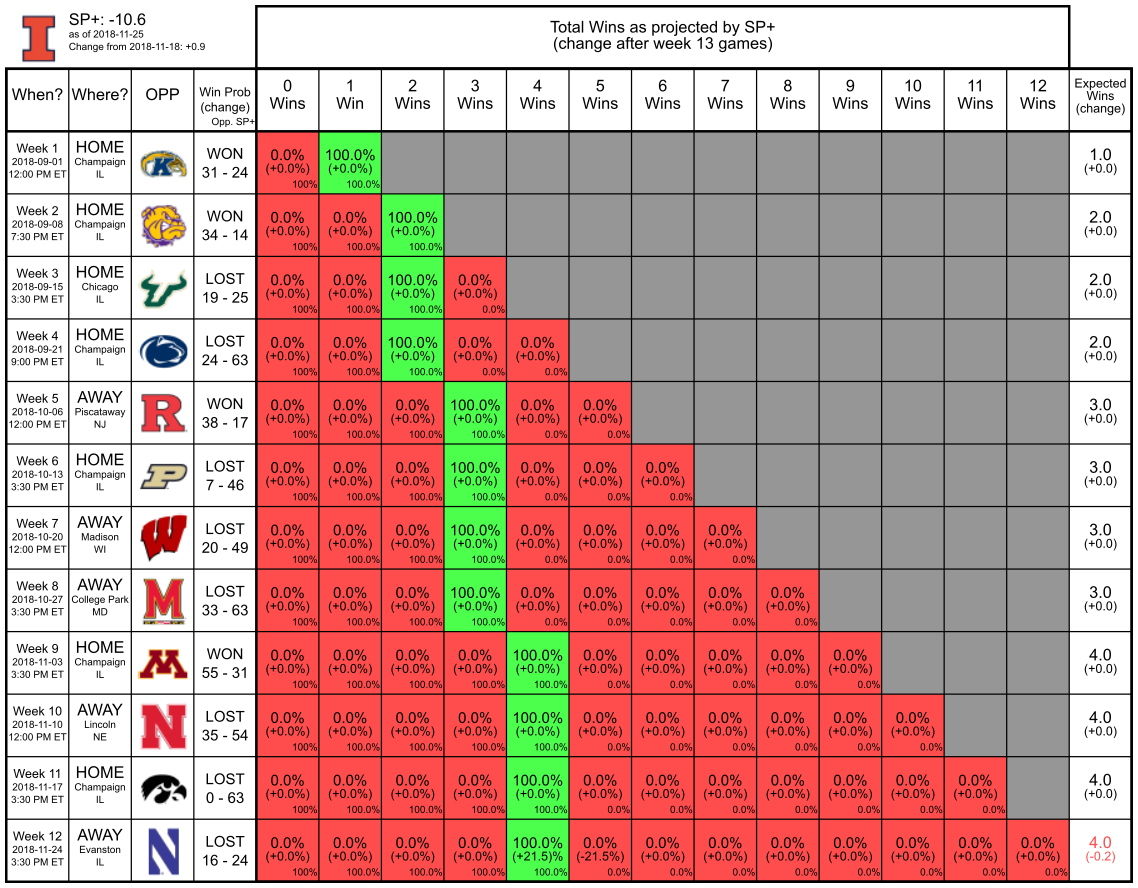 SP+: -10.6
as of 2018-11-25
Change from 2018-11-18: +0.9
Total Wins as projected by SP+
(change after week 13 games)
When? Where? OPP Win Prob (change) Opp. SP+ 0 Wins 1 Win 2 Wins 3 Wins 4 Wins 5 Wins 6 Wins 7 Wins 8 Wins 9 Wins 10 Wins 11 Wins 12 Wins Expected Wins (change)
Week 1 HOME WON 0.0% 100.0% 1.0
2018-09-01 Champaign 31 - 24 (+0.0%) (+0.0%) (+0.0)
12:00 PM ET IL 100% 100.0%
Week 2 HOME WON 0.0% 0.0% 100.0% 2.0
2018-09-08 Champaign 34 - 14 (+0.0%) (+0.0%) (+0.0%) (+0.0)
7:30 PM ET IL 100% 100.0% 100.0%
Week 3 HOME LOST 0.0% 0.0% 100.0% 0.0% 2.0
2018-09-15 Chicago 19 - 25 (+0.0%) (+0.0%) (+0.0%) (+0.0%) (+0.0)
3:30 PM ET IL 100% 100.0% 100.0% 0.0%
Week 4 HOME LOST 0.0% 0.0% 100.0% 0.0% 0.0% 2.0
2018-09-21 Champaign 24 - 63 (+0.0%) (+0.0%) (+0.0%) (+0.0%) (+0.0%) (+0.0)
9:00 PM ET IL 100% 100.0% 100.0% 0.0% 0.0%
Week 5 AWAY R WON 0.0% 0.0% 0.0% 100.0% 0.0% 0.0% 3.0
2018-10-06 Piscataway 38 - 17 (+0.0%) (+0.0%) (+0.0%) (+0.0%) (+0.0%) (+0.0%) (+0.0)
12:00 PM ET NJ 100% 100.0% 100.0% 100.0% 0.0% 0.0%
Week 6 HOME P LOST 0.0% 0.0% 0.0% 100.0% 0.0% 0.0% 0.0% 3.0
2018-10-13 Champaign 7 - 46 (+0.0%) (+0.0%) (+0.0%) (+0.0%) (+0.0%) (+0.0%) (+0.0%) (+0.0)
3:30 PM ET IL 100% 100.0% 100.0% 100.0% 0.0% 0.0% 0.0%
Week 7 AWAY W LOST 0.0% 0.0% 0.0% 100.0% 0.0% 0.0% 0.0% 0.0% 3.0
2018-10-20 Madison 20 - 49 (+0.0%) (+0.0%) (+0.0%) (+0.0%) (+0.0%) (+0.0%) (+0.0%) (+0.0%) (+0.0)
12:00 PM ET WI 100% 100.0% 100.0% 100.0% 0.0% 0.0% 0.0% 0.0%
Week 8 AWAY M LOST 0.0% 0.0% 0.0% 100.0% 0.0% 0.0% 0.0% 0.0% 0.0% 3.0
2018-10-27 College Park 33 - 63 (+0.0%) (+0.0%) (+0.0%) (+0.0%) (+0.0%) (+0.0%) (+0.0%) (+0.0%) (+0.0%) (+0.0)
3:30 PM ET MD 100% 100.0% 100.0% 100.0% 0.0% 0.0% 0.0% 0.0% 0.0%
Week 9 HOME M WON 0.0% 0.0% 0.0% 0.0% 100.0% 0.0% 0.0% 0.0% 0.0% 0.0% 4.0
2018-11-03 Champaign 55 - 31 (+0.0%) (+0.0%) (+0.0%) (+0.0%) (+0.0%) (+0.0%) (+0.0%) (+0.0%) (+0.0%) (+0.0%) (+0.0)
3:30 PM ET IL 100% 100.0% 100.0% 100.0% 100.0% 0.0% 0.0% 0.0% 0.0% 0.0%
Week 10 AWAY N LOST 0.0% 0.0% 0.0% 0.0% 100.0% 0.0% 0.0% 0.0% 0.0% 0.0% 0.0% 4.0
2018-11-10 Lincoln 35 - 54 (+0.0%) (+0.0%) (+0.0%) (+0.0%) (+0.0%) (+0.0%) (+0.0%) (+0.0%) (+0.0%) (+0.0%) (+0.0%) (+0.0)
12:00 PM ET NE 100% 100.0% 100.0% 100.0% 100.0% 0.0% 0.0% 0.0% 0.0% 0.0% 0.0%
Week 11 HOME LOST 0.0% 0.0% 0.0% 0.0% 100.0% 0.0% 0.0% 0.0% 0.0% 0.0% 0.0% 0.0% 4.0
2018-11-17 Champaign 0 - 63 (+0.0%) (+0.0%) (+0.0%) (+0.0%) (+0.0%) (+0.0%) (+0.0%) (+0.0%) (+0.0%) (+0.0%) (+0.0%) (+0.0%) (+0.0)
3:30 PM ET IL 100% 100.0% 100.0% 100.0% 100.0% 0.0% 0.0% 0.0% 0.0% 0.0% 0.0% 0.0%
Week 12 AWAY N LOST 0.0% 0.0% 0.0% 0.0% 100.0% 0.0% 0.0% 0.0% 0.0% 0.0% 0.0% 0.0% 0.0% 4.0
2018-11-24 Evanston 16 - 24 (+0.0%) (+0.0%) (+0.0%) (+0.0%) (+21.5)% (-21.5%) (+0.0%) (+0.0%) (+0.0%) (+0.0%) (+0.0%) (+0.0%) (+0.0%) (-0.2)
3:30 PM ET IL 100% 100.0% 100.0% 100.0% 100.0% 0.0% 0.0% 0.0% 0.0% 0.0% 0.0% 0.0% 0.0%